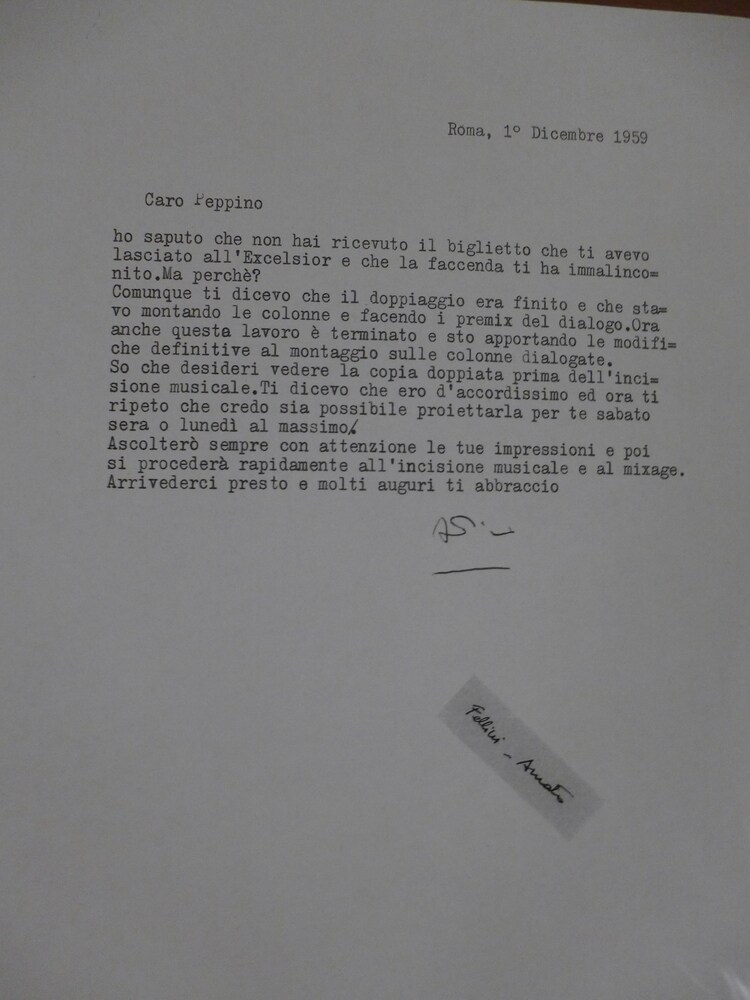 Roma, 1º Dicembre 1959
Caro Peppino
ho saputo che non hai ricevuto il biglietto che ti avevo
lasciato all'Excelsior e che la faccenda ti ha immalinco=
nito.Ma perchè?
Comunque ti dicevo che il doppiaggio era finito e che sta=
vo montando le colonne e facendo i premix del dialogo.Ora
anche questa lavoro è terminato e sto apportando le modifi=
che definitive al montaggio sulle colonne dialogate.
So che desideri vedere la copia doppiata prima dell'inci=
sione musicale.Ti dicevo che ero d'accordissimo ed ora ti
ripeto che credo sia possibile proiettarla per te sabato
sera o lunedì al massimo.
Ascolterò sempre con attenzione le tue impressioni e poi
si procederà rapidamente all'incisione musicale e al mixage.
Arrivederci presto e molti auguri ti abbraccio
Fellini - Amato